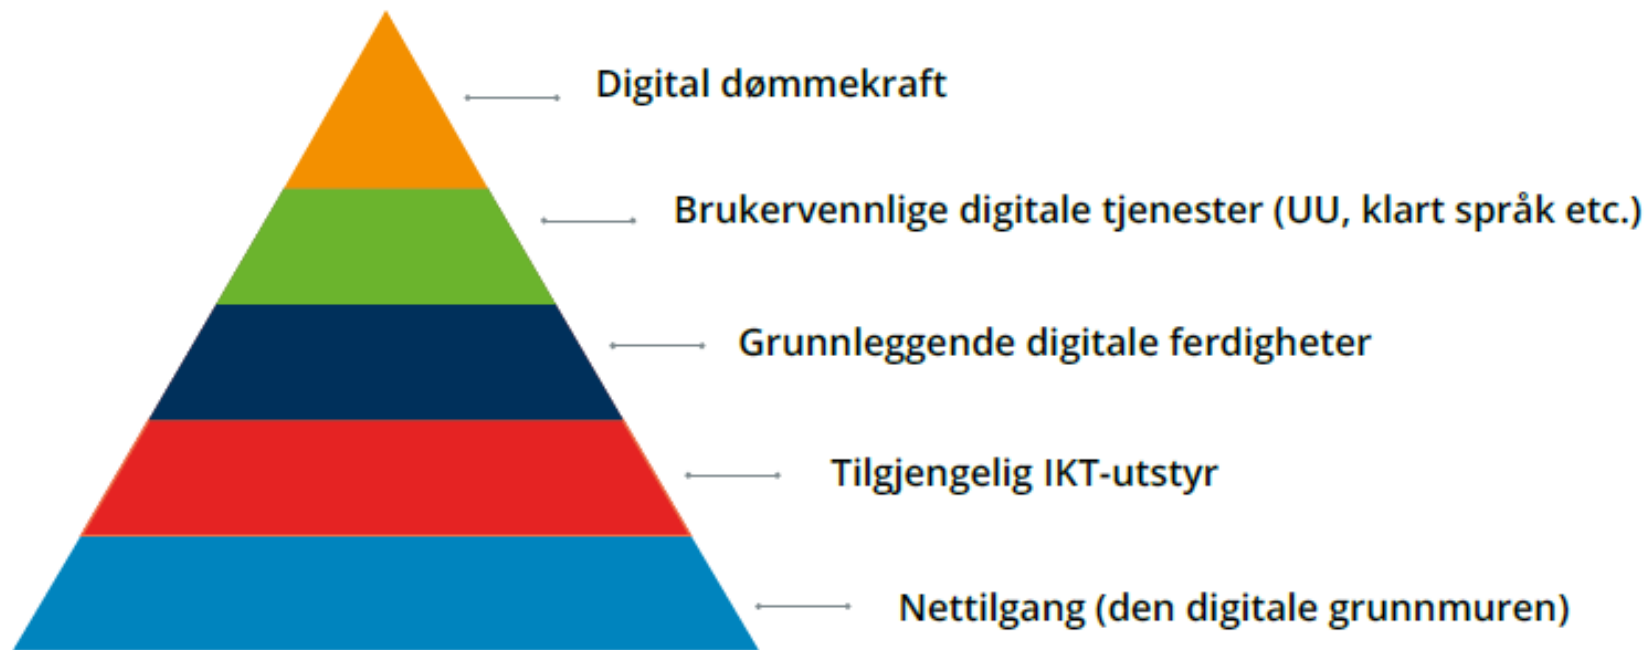 Digital dømmekraft
Brukervennlige digitale tjenester (UU, klart språk etc.)
Grunnleggende digitale ferdigheter
Tilgjengelig IKT-utstyr
Nettilgang (den digitale grunnmuren)